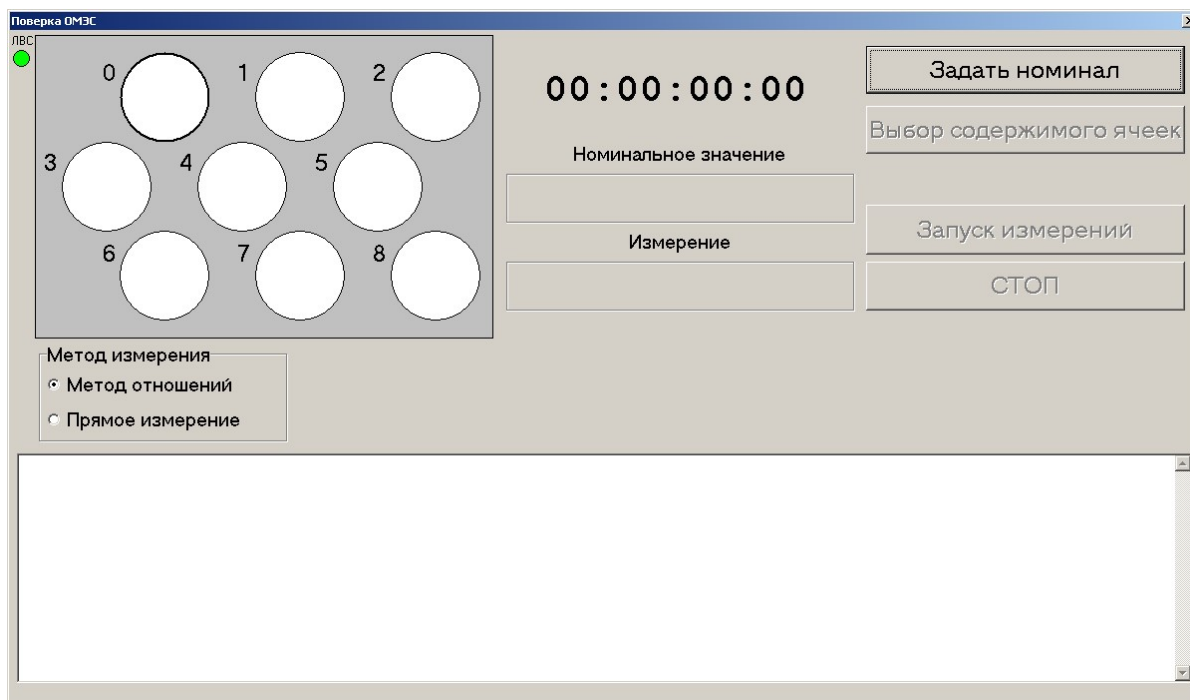 Поверка ОМЭС
ЛВС
0
1
2
3
4
5
6
7
8
00:00:00:00
Номинальное значение
Измерение
Задать номинал
Выбор содержимого ячеек
Запуск измерений
СТОП
Метод измерения
Метод отношений
Прямое измерение